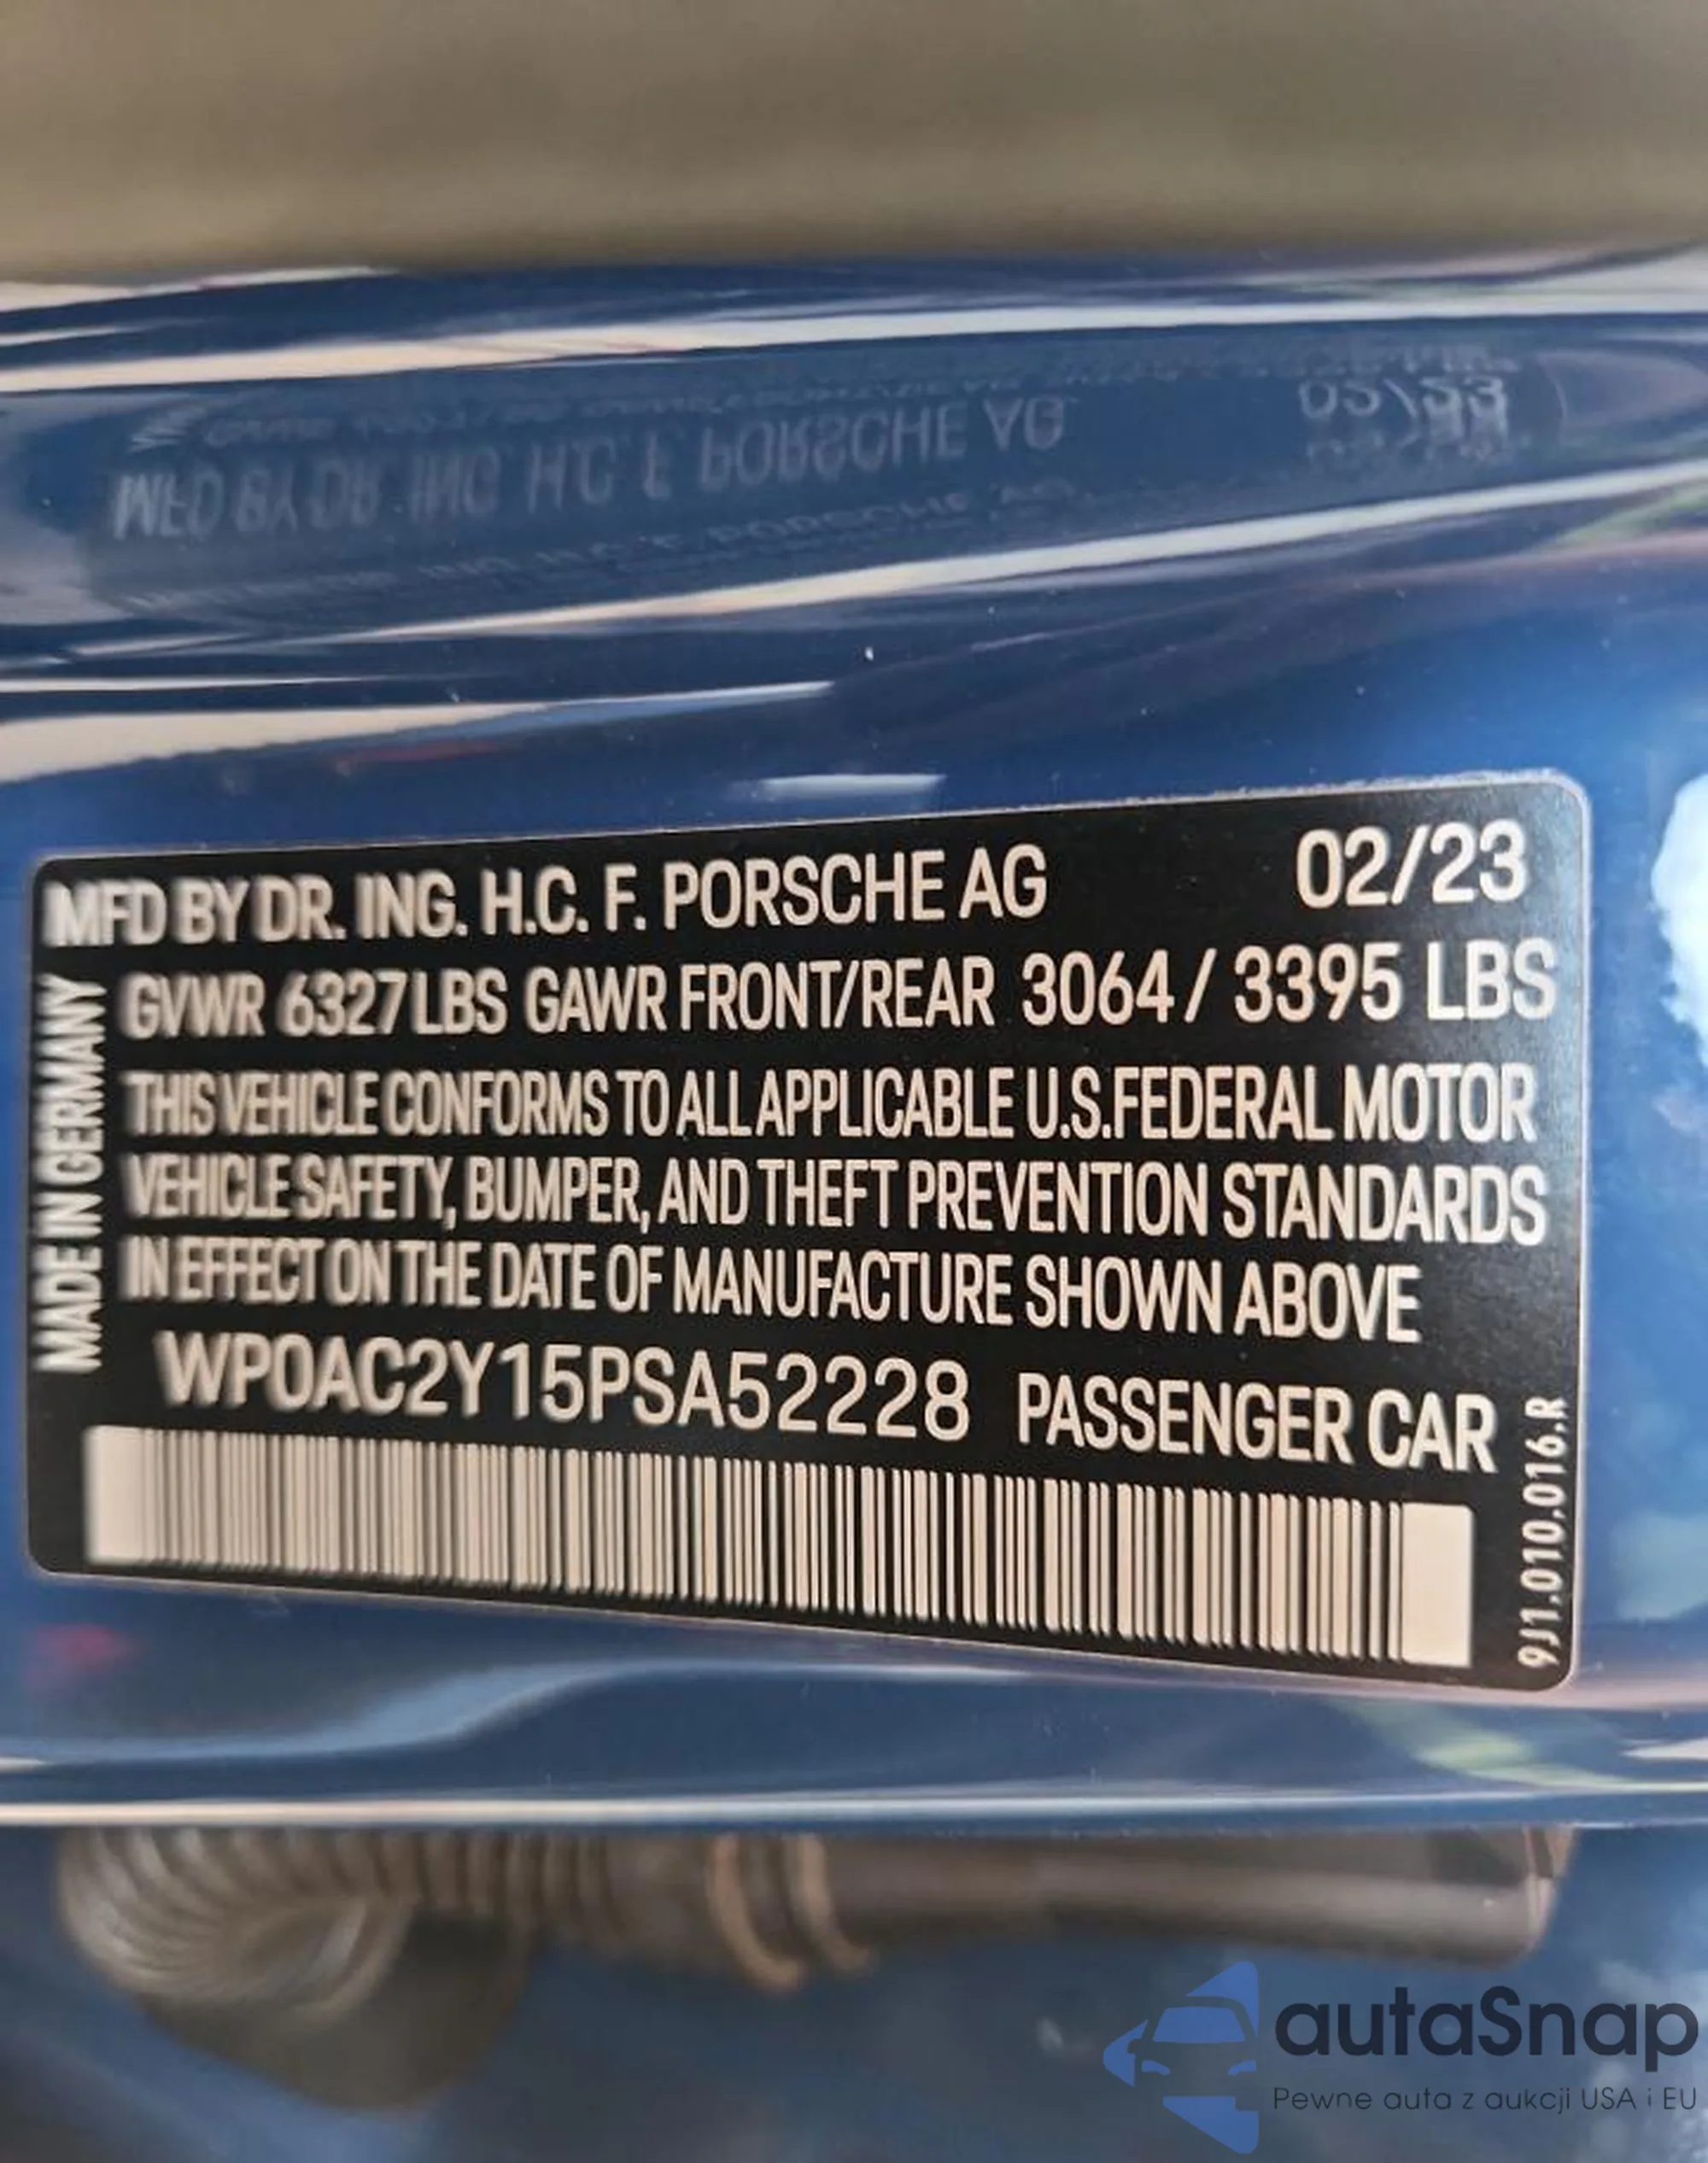 MFD BY DR. ING. H.C. F. PORSCHE AG 02/23
GVWR 6327 LBS GAWR FRONT/REAR 3064 / 3395 LBS
THIS VEHICLE CONFORMS TO ALL APPLICABLE U.S.FEDERAL MOTOR
VEHICLE SAFETY, BUMPER, AND THEFT PREVENTION STANDARDS
IN EFFECT ON THE DATE OF MANUFACTURE SHOWN ABOVE
WP0AC2Y15PSA52228 PASSENGER CAR
MADE IN GERMANY
9J1.010.016.R
autaSnap
Pewne auta z aukcji USA i EU